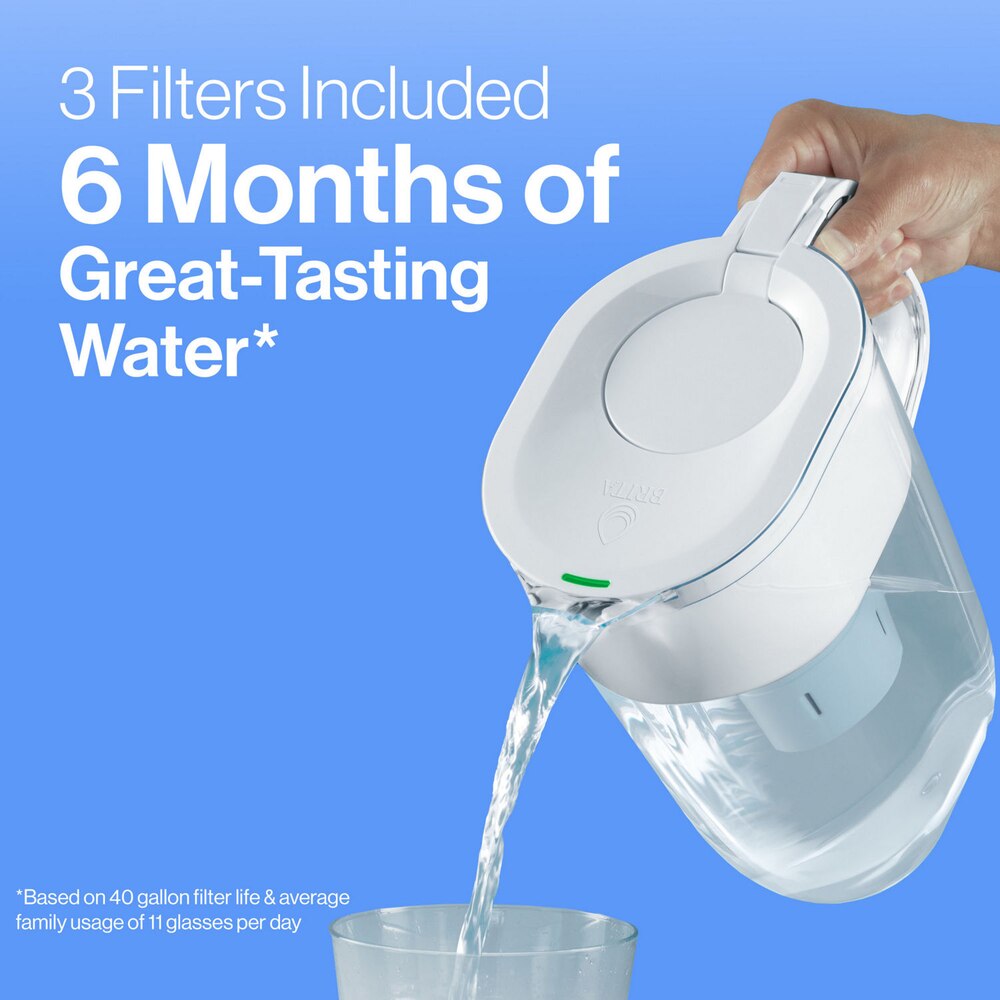 3 Filters Included
6 Months of
Great-Tasting
Water*
BRITA
*Based on 40 gallon filter life & average
family usage of 11 glasses per day